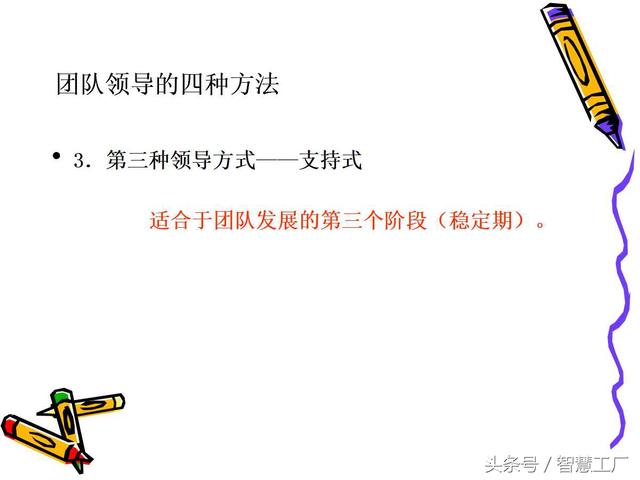 团队领导的四种方法
• 3．第三种领导方式——支持式
适合于团队发展的第三个阶段（稳定期）。
头条号／智慧工厂